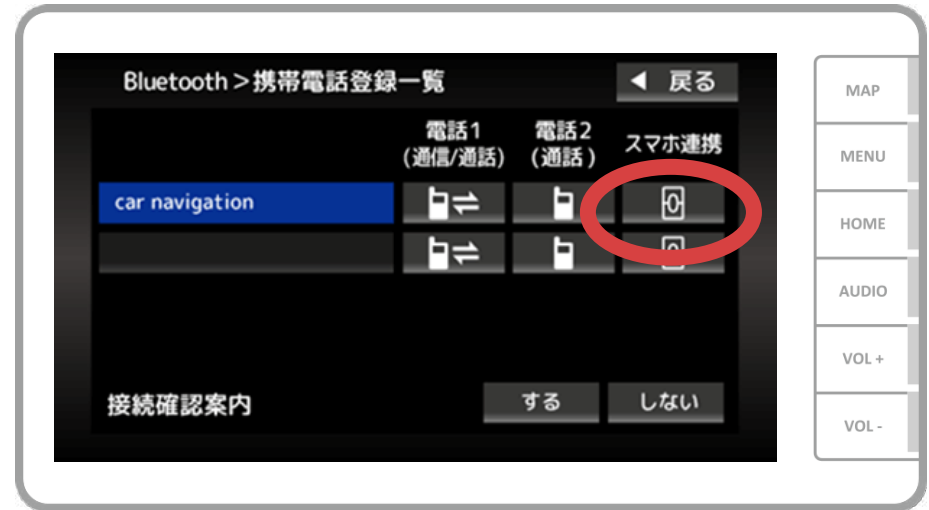 Bluetooth＞携帯電話登録一覧
◀ 戻る
電話1
(通信/通話)
電話2
(通話)
スマホ連携
car navigation
接続確認案内
する
しない
MAP
MENU
HOME
AUDIO
VOL +
VOL -